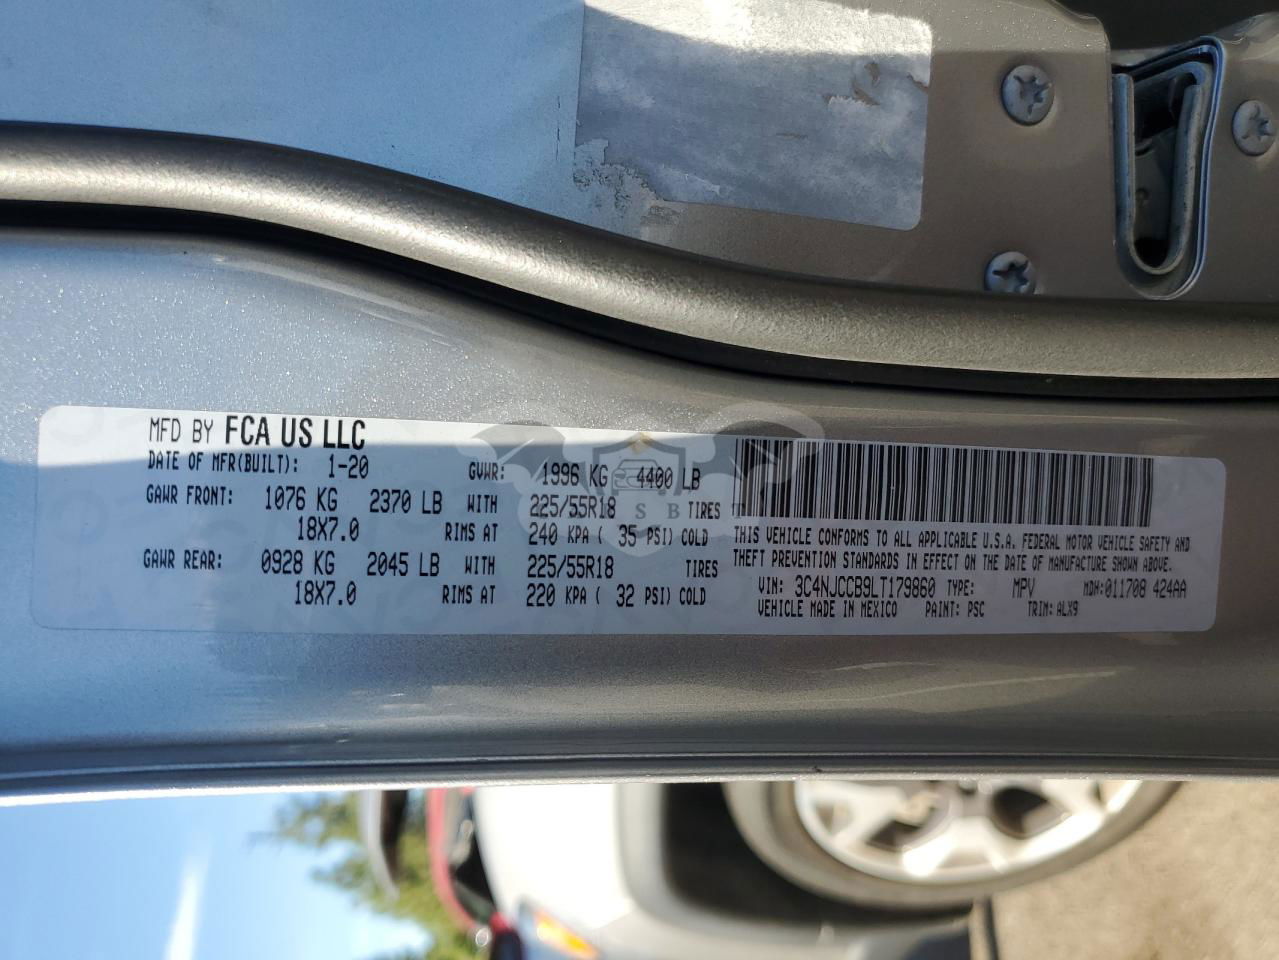 MFD BY FCA US LLC
DATE OF MFR(BUILT): 1-20 GVWR: 1996 KG 4400 LB
GAWR FRONT: 1076 KG 2370 LB WITH 225/55R18 TIRES
18X7.0 RIMS AT 240 KPA ( 35 PSI) COLD
GAWR REAR: 0928 KG 2045 LB WITH 225/55R18 TIRES
18X7.0 RIMS AT 220 KPA ( 32 PSI) COLD
THIS VEHICLE CONFORMS TO ALL APPLICABLE U.S.A. FEDERAL MOTOR VEHICLE SAFETY AND
THEFT PREVENTION STANDARDS IN EFFECT ON THE DATE OF MANUFACTURE SHOWN ABOVE.
VIN: 3C4NJCCB9LT179860 TYPE: MPV MDH:011708 424AA
VEHICLE MADE IN MEXICO PAINT: PSC TRIM: ALX9